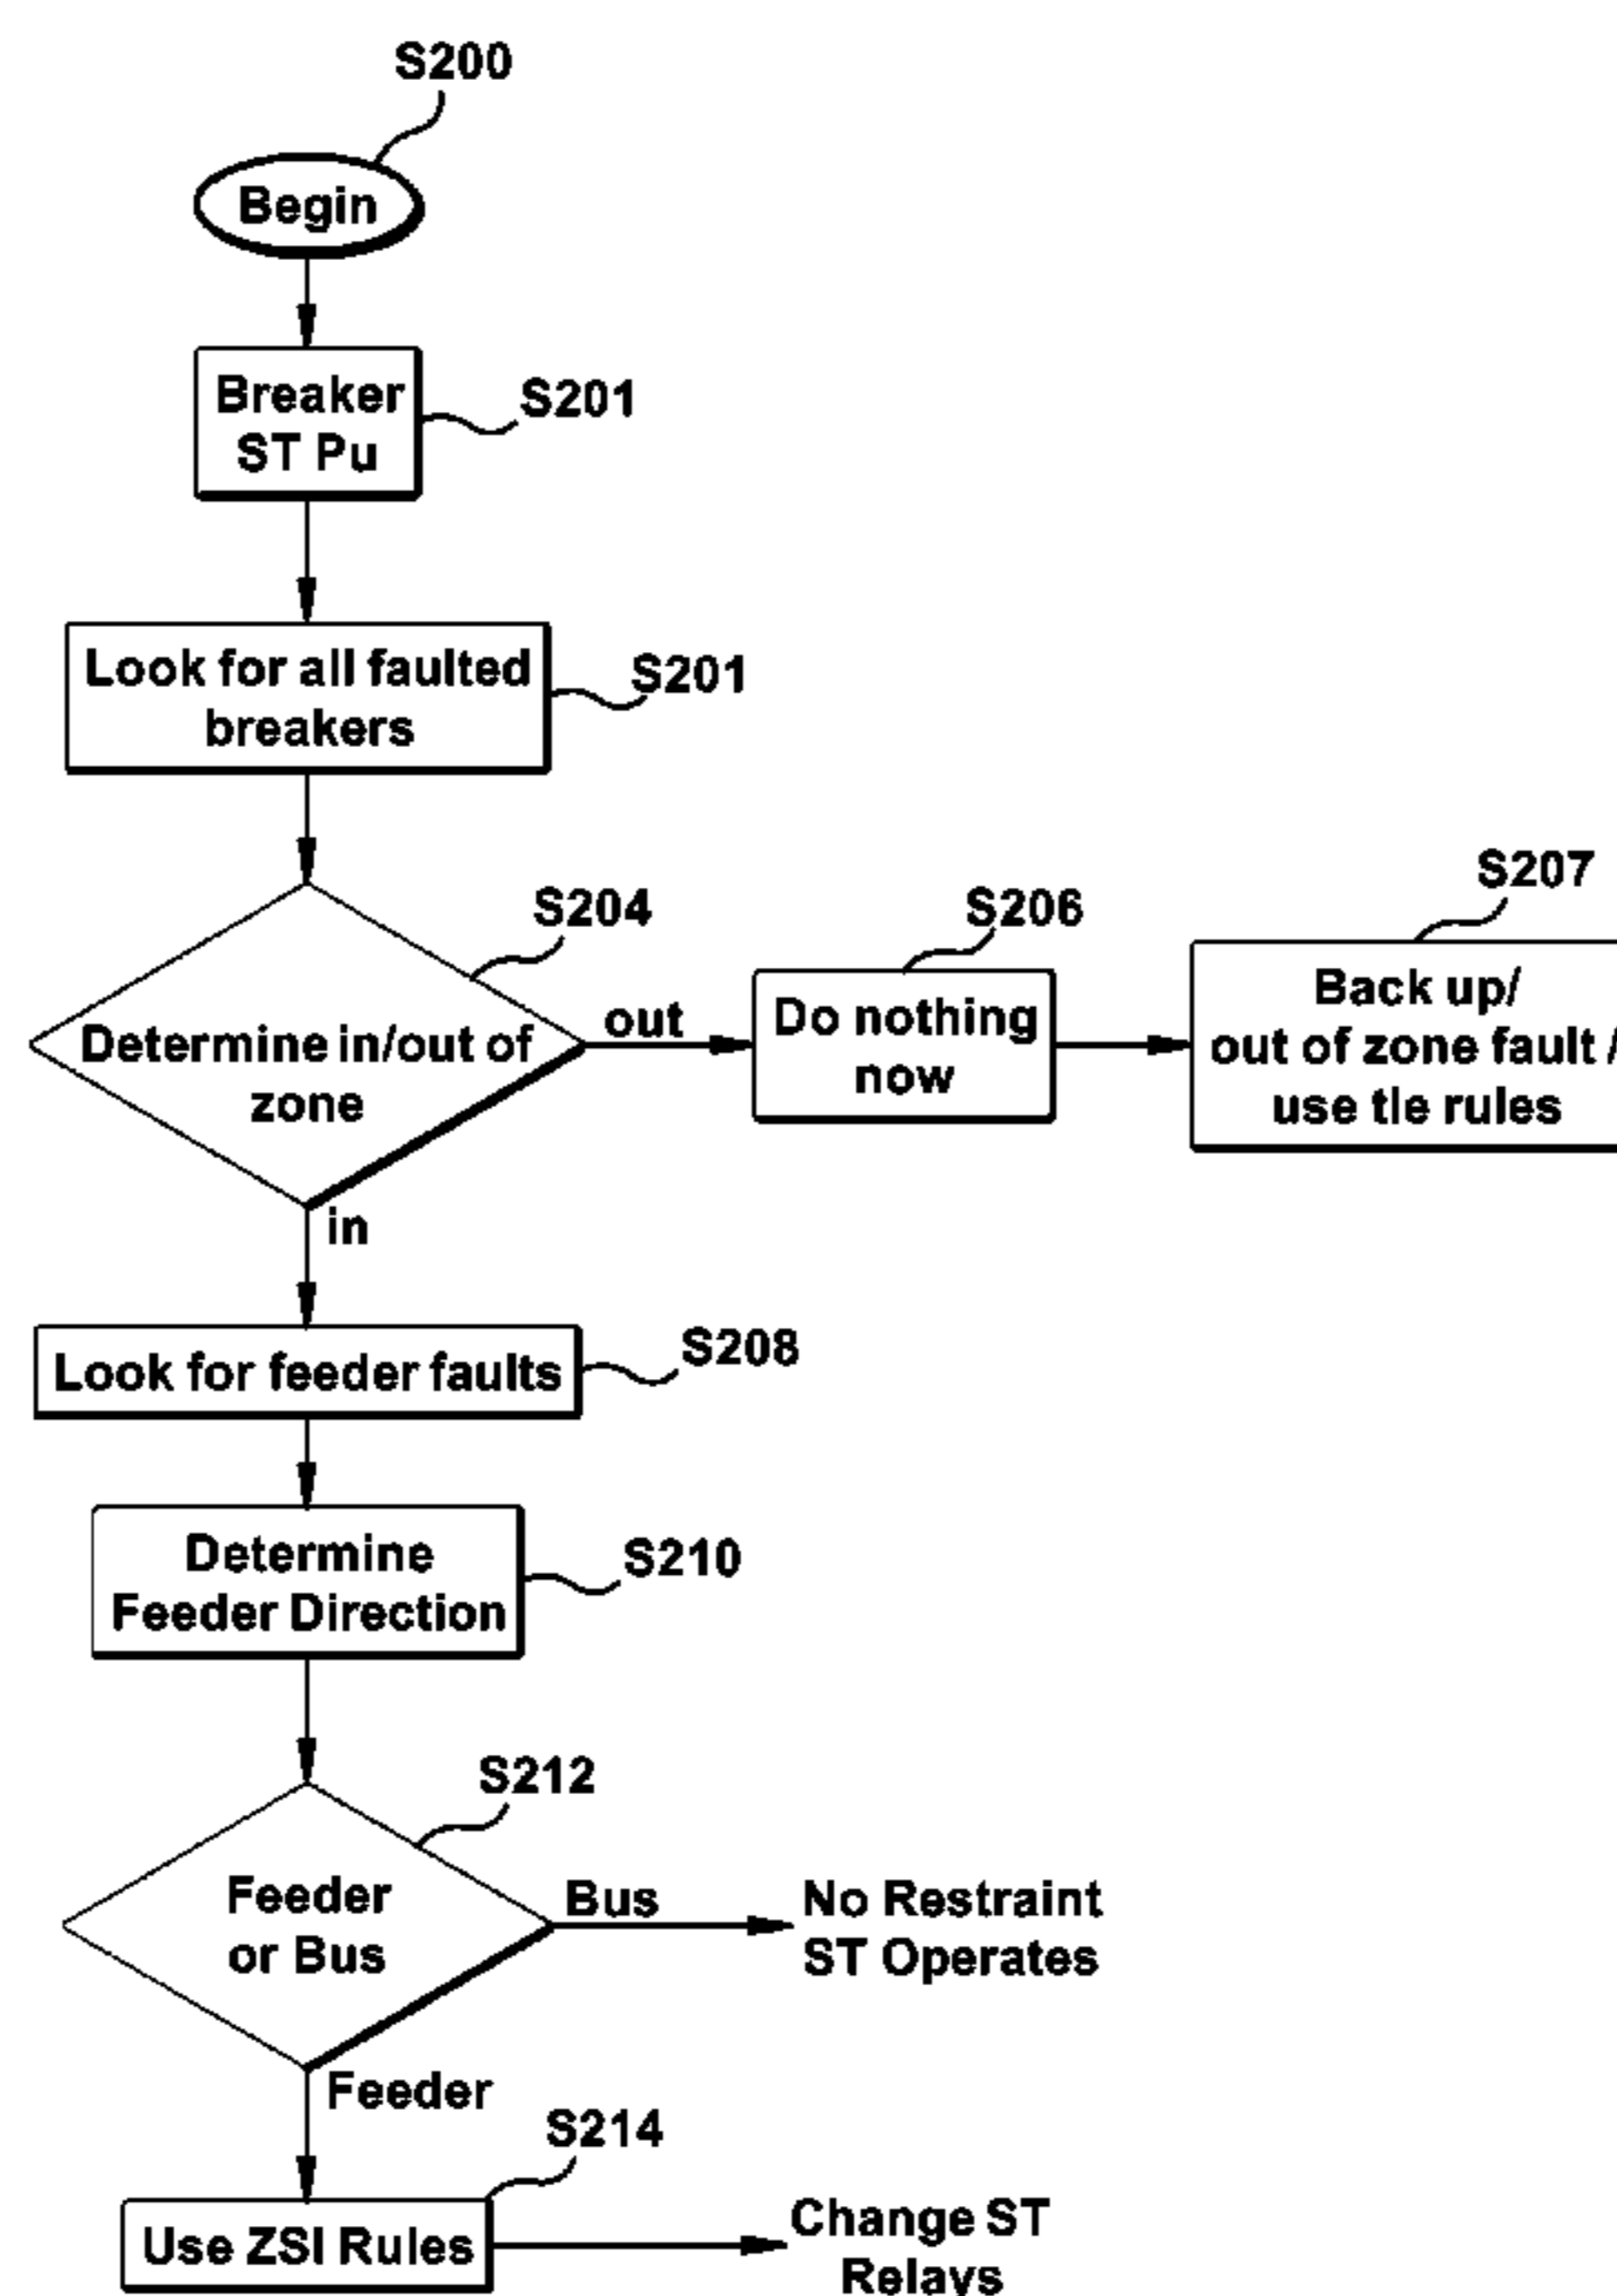 S200
Begin
Breaker
ST Pu
S201
Look for all faulted
breakers
S201
S204
Determine in/out of
zone
out
S206
Do nothing
now
S207
Back up/
out of zone fault /
use tie rules
in
Look for feeder faults
S208
Determine
Feeder Direction
S210
S212
Feeder
or Bus
Bus
No Restraint
ST Operates
Feeder
S214
Use ZSI Rules
Change ST
Relays